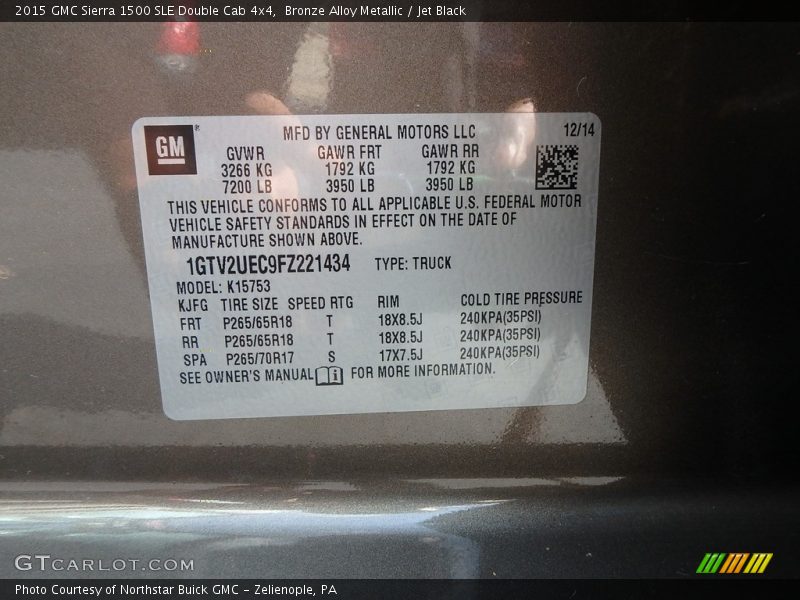 2015 GMC Sierra 1500 SLE Double Cab 4x4, Bronze Alloy Metallic / Jet Black
GM ®
MFD BY GENERAL MOTORS LLC 12/14
GVWR GAWR FRT GAWR RR
3266 KG 1792 KG 1792 KG
7200 LB 3950 LB 3950 LB
THIS VEHICLE CONFORMS TO ALL APPLICABLE U.S. FEDERAL MOTOR
VEHICLE SAFETY STANDARDS IN EFFECT ON THE DATE OF
MANUFACTURE SHOWN ABOVE.
1GTV2UEC9FZ221434 TYPE: TRUCK
MODEL: K15753
KJFG TIRE SIZE SPEED RTG RIM COLD TIRE PRESSURE
FRT P265/65R18 T 18X8.5J 240KPA(35PSI)
RR P265/65R18 T 18X8.5J 240KPA(35PSI)
SPA P265/70R17 S 17X7.5J 240KPA(35PSI)
SEE OWNER'S MANUAL i FOR MORE INFORMATION.
GTCARLOT.COM
Photo Courtesy of Northstar Buick GMC - Zelienople, PA